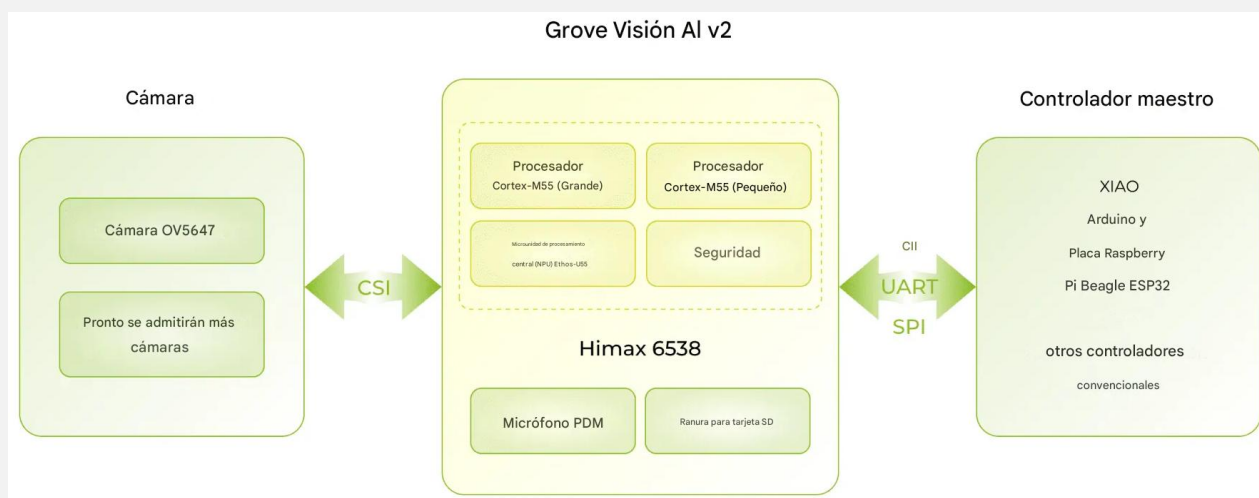 Grove Visión AI v2
Cámara
Cámara OV5647
Pronto se admitirán más
cámaras
CSI
Procesador
Cortex-M55 (Grande)
Procesador
Cortex-M55 (Pequeño)
Microunidad de procesamiento
central (NPU) Ethos-U55
Seguridad
Himax 6538
Micrófono PDM
Ranura para tarjeta SD
CII
UART
SPI
Controlador maestro
XIAO
Arduino y
Placa Raspberry
Pi Beagle ESP32
otros controladores
convencionales